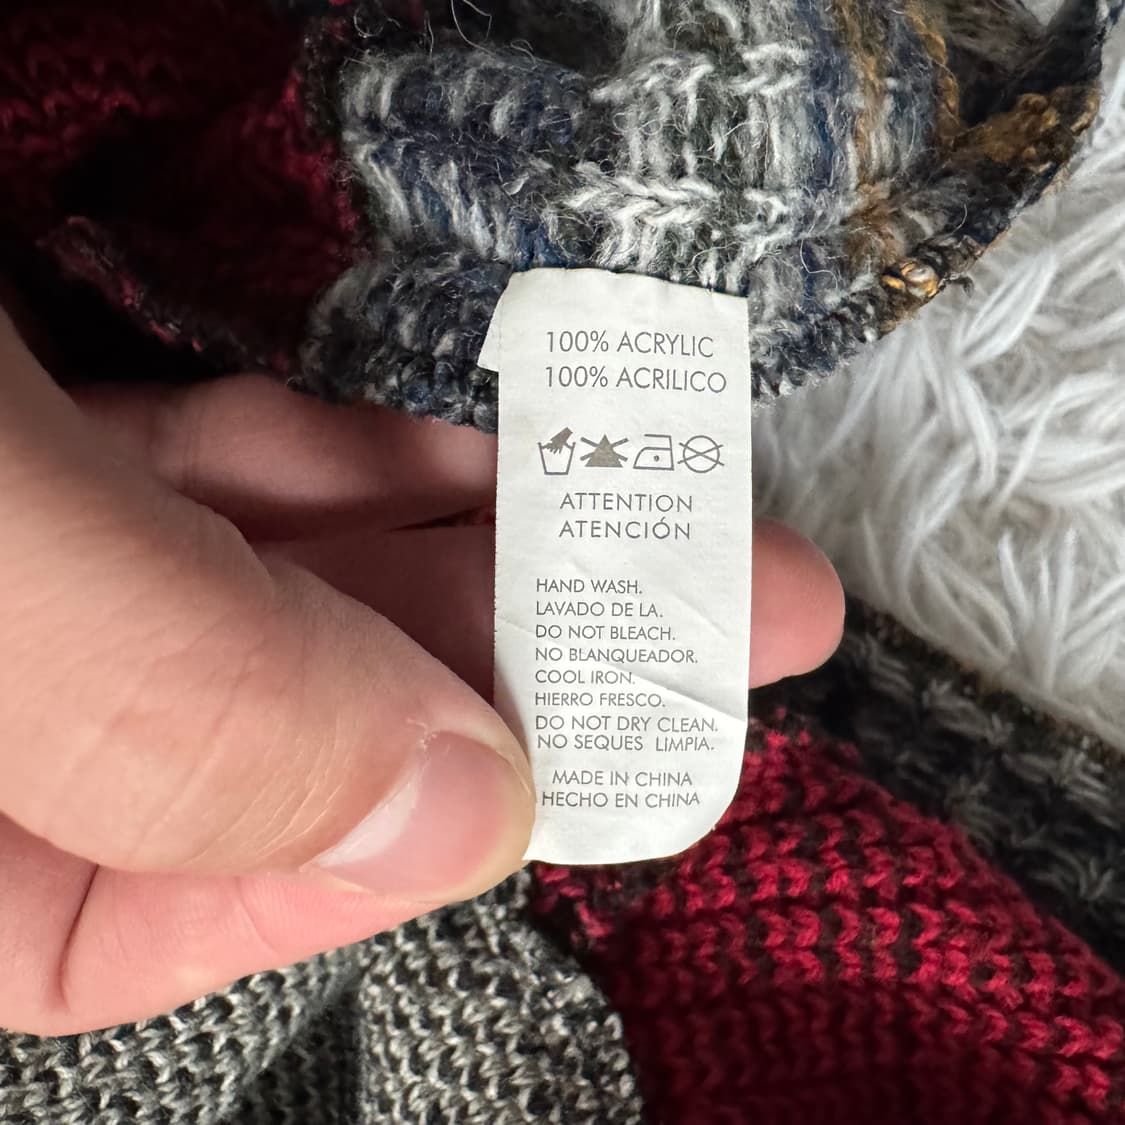 100% ACRYLIC
100% ACRILICO
ATTENTION
ATENCIÓN
HAND WASH.
LAVADO DE LA.
DO NOT BLEACH.
NO BLANQUEADOR.
COOL IRON.
HIERRO FRESCO.
DO NOT DRY CLEAN.
NO SEQUES LIMPIA.
MADE IN CHINA
HECHO EN CHINA